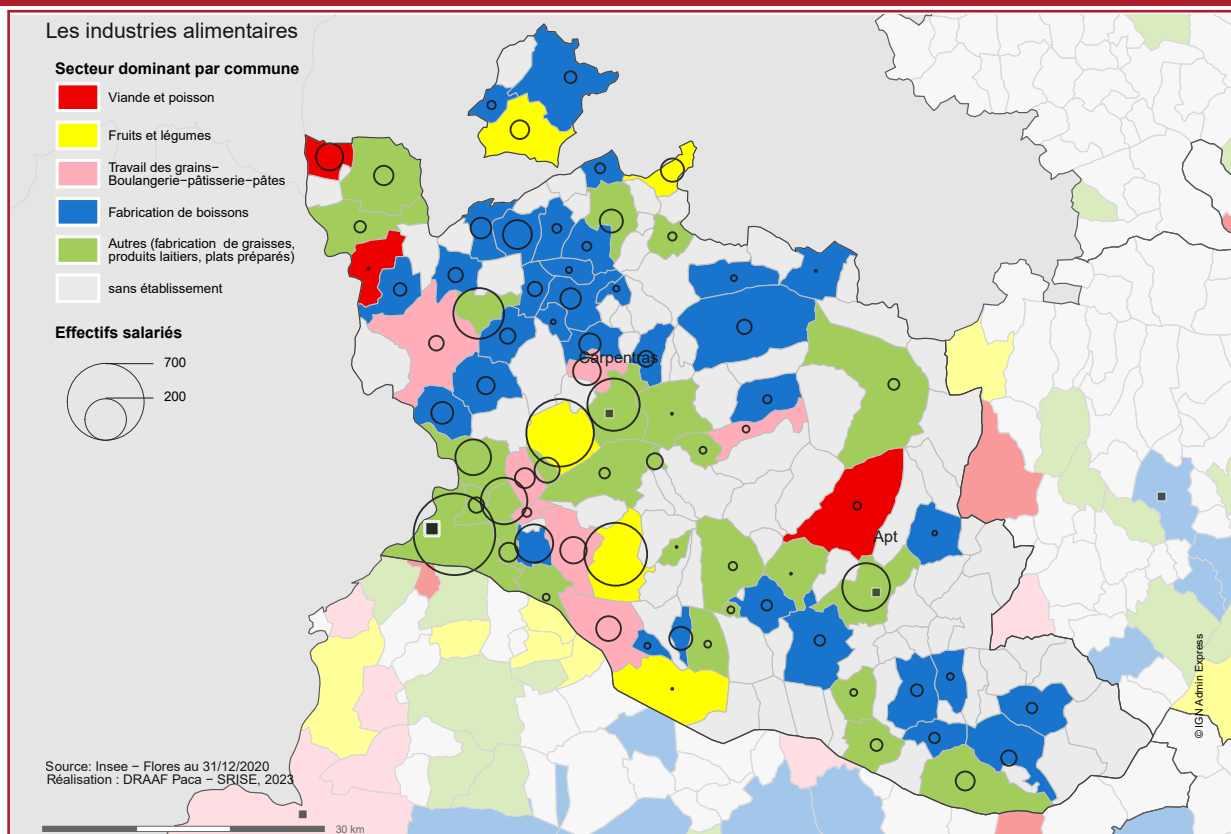 Les industries alimentaires
Secteur dominant par commune
Viande et poisson
Fruits et légumes
Travail des grains−
Boulangerie−pâtisserie−pâtes
Fabrication de boissons
Autres (fabrication de graisses,
produits laitiers, plats préparés)
sans établissement
Effectifs salariés
700
200
Carpentras
Apt
© IGN Admin Express
Source: Insee − Flores au 31/12/2020
Réalisation : DRAAF Paca − SRISE, 2023
30 km